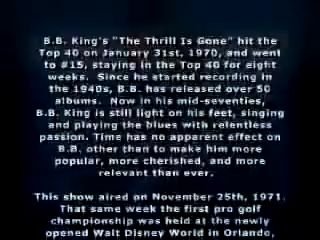 B.B. King's "The Thrill Is Gone" hit the
Top 40 on January 31st, 1970, and went
to #15, staying in the Top 40 for eight
weeks.  Since he started recording in
the 1940s, B.B. has released over 50
albums.  Now in his mid-seventies,
B.B. King is still light on his feet, singing
and playing the blues with relentless
passion. Time has no apparent effect on
B.B. other than to make him more
popular, more cherished, and more
relevant than ever.
This show aired on November 25th, 1971.
That same week the first pro golf
championship was held at the newly
opened Walt Disney World in Orlando,